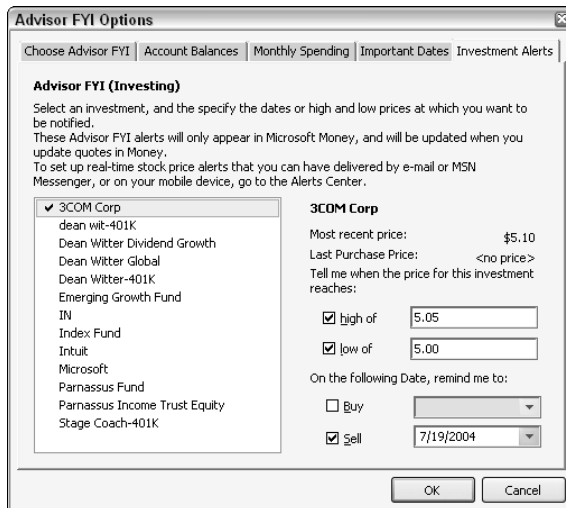 Advisor FYI Options
Choose Advisor FYI
Account Balances
Monthly Spending
Important Dates
Investment Alerts
Advisor FYI (Investing)
Select an investment, and the specify the dates or high and low prices at which you want to
be notified.
These Advisor FYI alerts will only appear in Microsoft Money, and will be updated when you
update quotes in Money.
To set up real-time stock price alerts that you can have delivered by e-mail or MSN
Messenger, or on your mobile device, go to the Alerts Center.
3COM Corp
dean wit-401K
Dean Witter Dividend Growth
Dean Witter Global
Dean Witter-401K
Emerging Growth Fund
IN
Index Fund
Intuit
Microsoft
Parnassus Fund
Parnassus Income Trust Equity
Stage Coach-401K
3COM Corp
Most recent price: $5.10
Last Purchase Price: <no price>
Tell me when the price for this investment
reaches:
high of 5.05
low of 5.00
On the following Date, remind me to:
Buy
Sell 7/19/2004
OK
Cancel